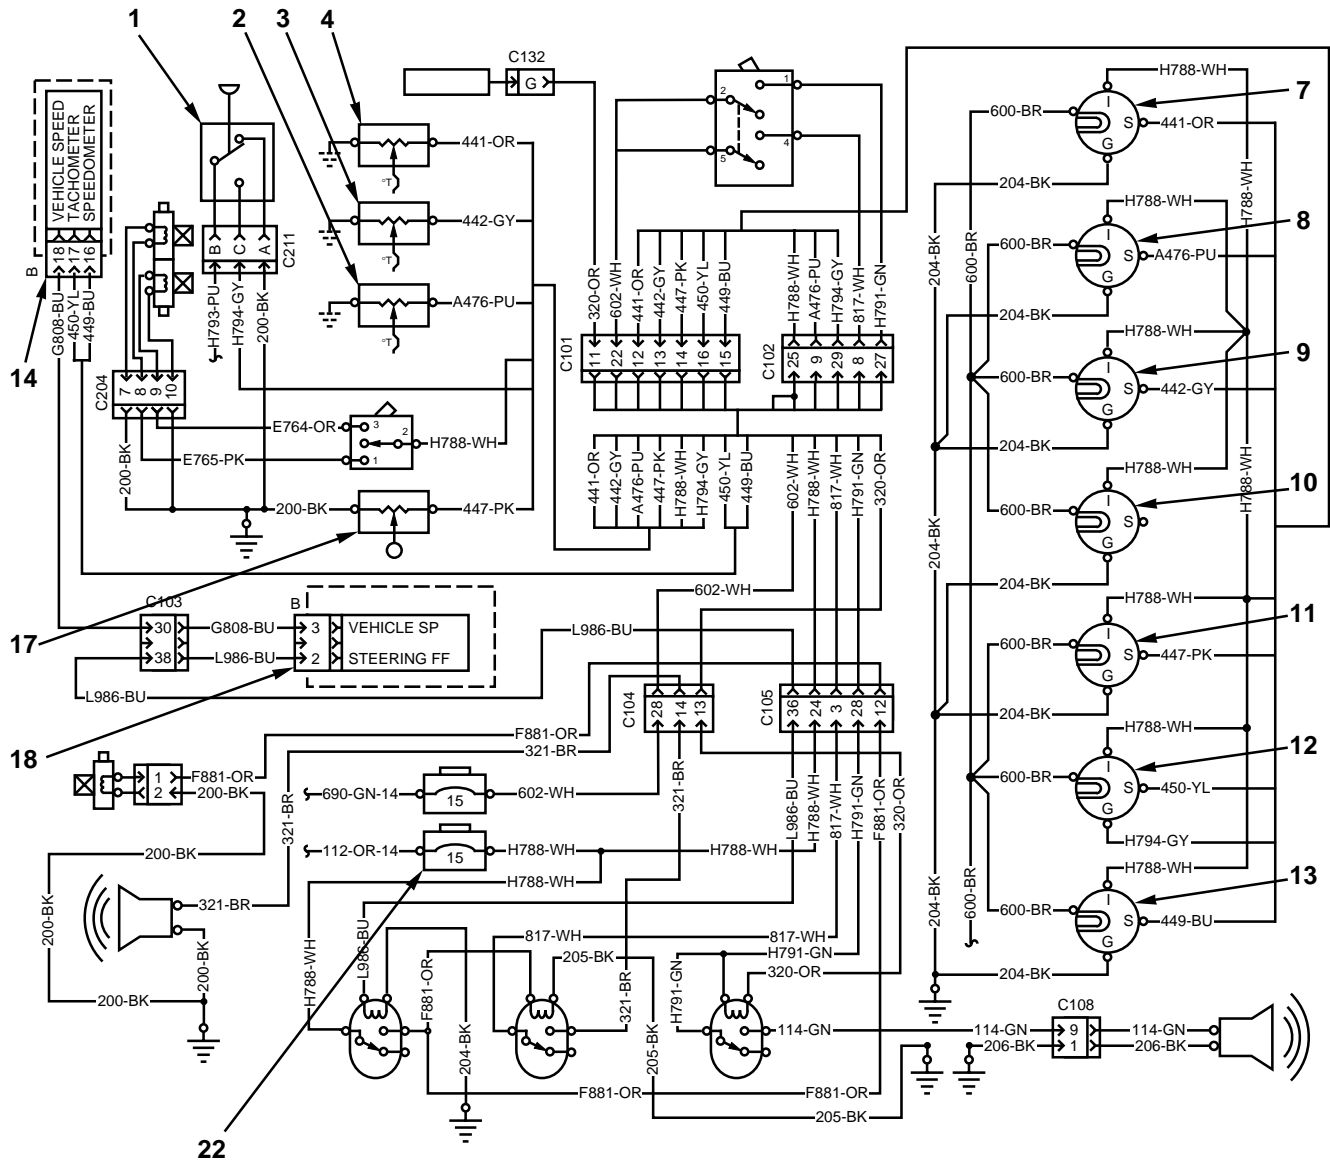 1
2
3
4
C132
G
7
8
9
10
11
12
13
14
17
18
22
VEHICLE SPEED
TACHOMETER
SPEEDOMETER
18
17
16
B
G808-BU
450-YL
449-BU
B
C
A
C211
H793-PU
H794-GY
200-BK
441-OR
°T
442-GY
°T
A476-PU
°T
C204
7
8
9
10
200-BK
E764-OR
E765-PK
3
2
1
H788-WH
200-BK
447-PK
2
1
5
4
320-OR
602-WH
441-OR
442-GY
447-PK
450-YL
449-BU
H788-WH
A476-PU
H794-GY
817-WH
H791-GN
C101
11
22
12
13
14
16
15
C102
25
9
29
8
27
441-OR
442-GY
A476-PU
447-PK
H788-WH
H794-GY
450-YL
449-BU
602-WH
H788-WH
817-WH
H791-GN
320-OR
602-WH
C103
30
38
G808-BU
L986-BU
B
3
2
VEHICLE SP
STEERING FF
L986-BU
L986-BU
C104
28
14
13
C105
36
24
3
28
12
F881-OR
321-BR
1
2
F881-OR
200-BK
321-BR
690-GN-14
15
602-WH
112-OR-14
15
H788-WH
H788-WH
H788-WH
321-BR
L986-BU
H788-WH
817-WH
H791-GN
F881-OR
320-OR
200-BK
200-BK
321-BR
200-BK
200-BK
H788-WH
L986-BU
F881-OR
204-BK
817-WH
817-WH
205-BK
321-BR
205-BK
H791-GN
H791-GN
320-OR
114-GN
114-GN
206-BK
C108
9
1
114-GN
206-BK
F881-OR
F881-OR
205-BK
H788-WH
600-BR
I
S
G
441-OR
204-BK
H788-WH
H788-WH
600-BR
I
S
G
A476-PU
204-BK
204-BK
600-BR
H788-WH
600-BR
I
S
G
442-GY
204-BK
H788-WH
H788-WH
600-BR
I
S
G
204-BK
204-BK
H788-WH
600-BR
I
S
G
447-PK
204-BK
H788-WH
600-BR
I
S
G
450-YL
H794-GY
H788-WH
600-BR
I
S
G
449-BU
204-BK
204-BK
600-BR